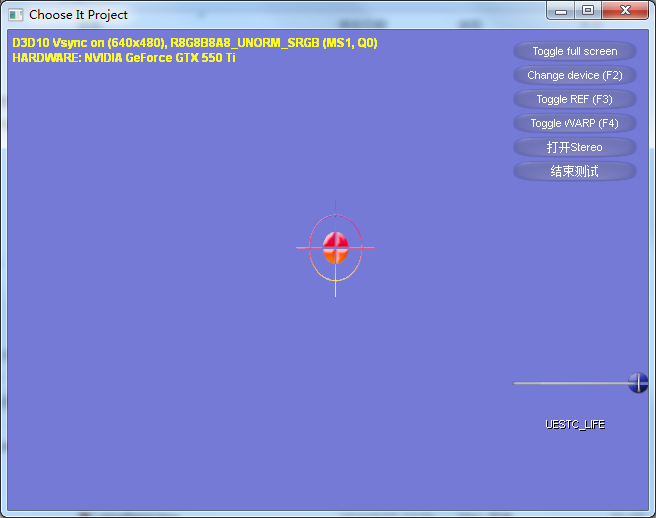 Choose It Project
D3D10 Vsync on (640x480), R8G8B8A8_UNORM_SRGB (MS1, Q0)
HARDWARE: NVIDIA GeForce GTX 550 Ti
Toggle full screen
Change device (F2)
Toggle REF (F3)
Toggle WARP (F4)
打开Stereo
结束测试
UESTC_LIFE